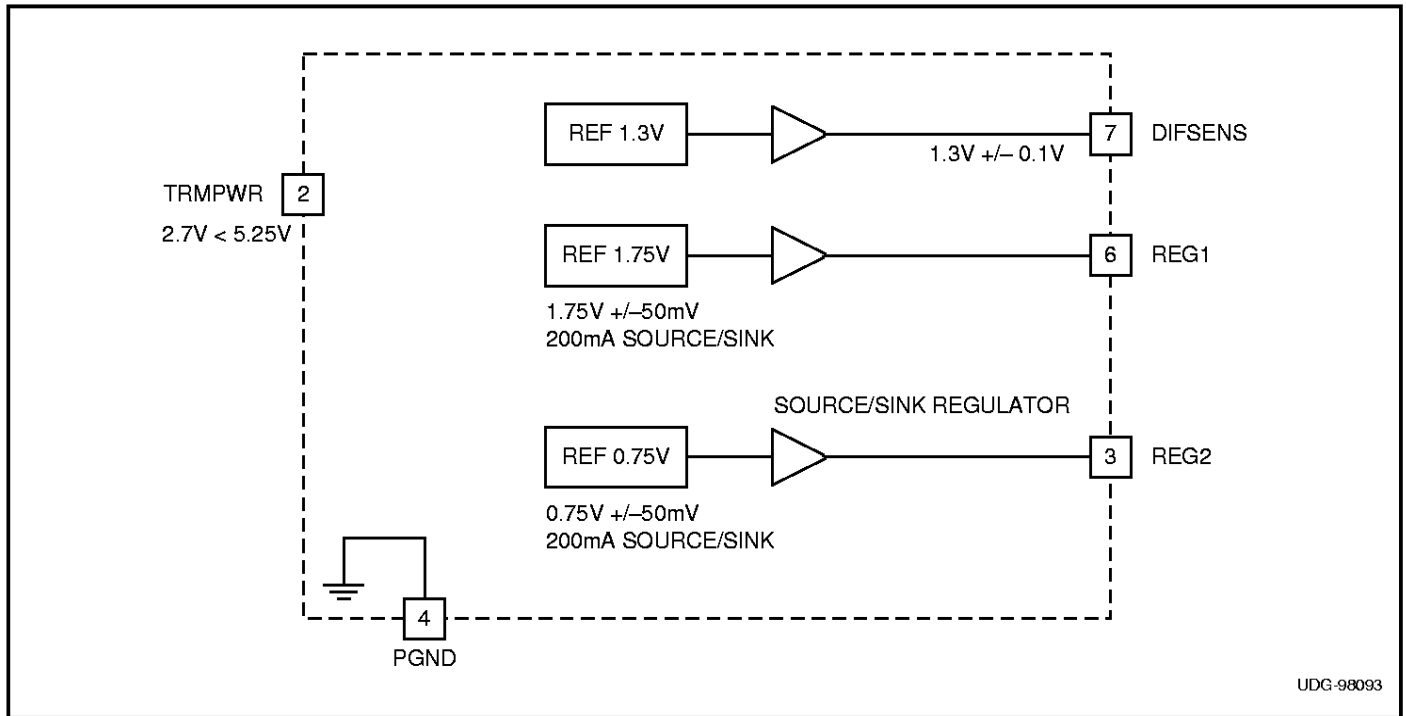 REF 1.3V
7
DIFSENS
1.3V +/– 0.1V
TRMPWR
2
2.7V < 5.25V
REF 1.75V
6
REG1
1.75V +/–50mV
200mA SOURCE/SINK
SOURCE/SINK REGULATOR
REF 0.75V
3
REG2
0.75V +/–50mV
200mA SOURCE/SINK
4
PGND
UDG-98093